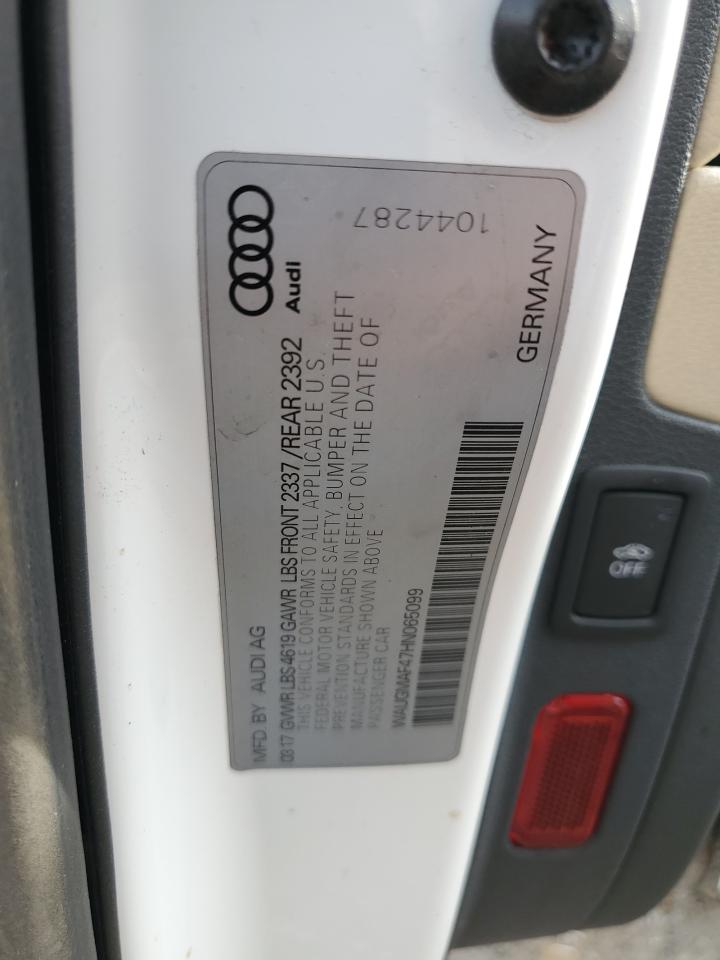 MFD BY AUDI AG
0317 GVWR LBS 4619 GAWR LBS FRONT 2337 /REAR 2392
THIS VEHICLE CONFORMS TO ALL APPLICABLE U.S.
FEDERAL MOTOR VEHICLE SAFETY, BUMPER AND THEFT
PREVENTION STANDARDS IN EFFECT ON THE DATE OF
MANUFACTURE SHOWN ABOVE
PASSENGER CAR
WAUGMAF47HN065099
Audi
1044287
GERMANY
OFF